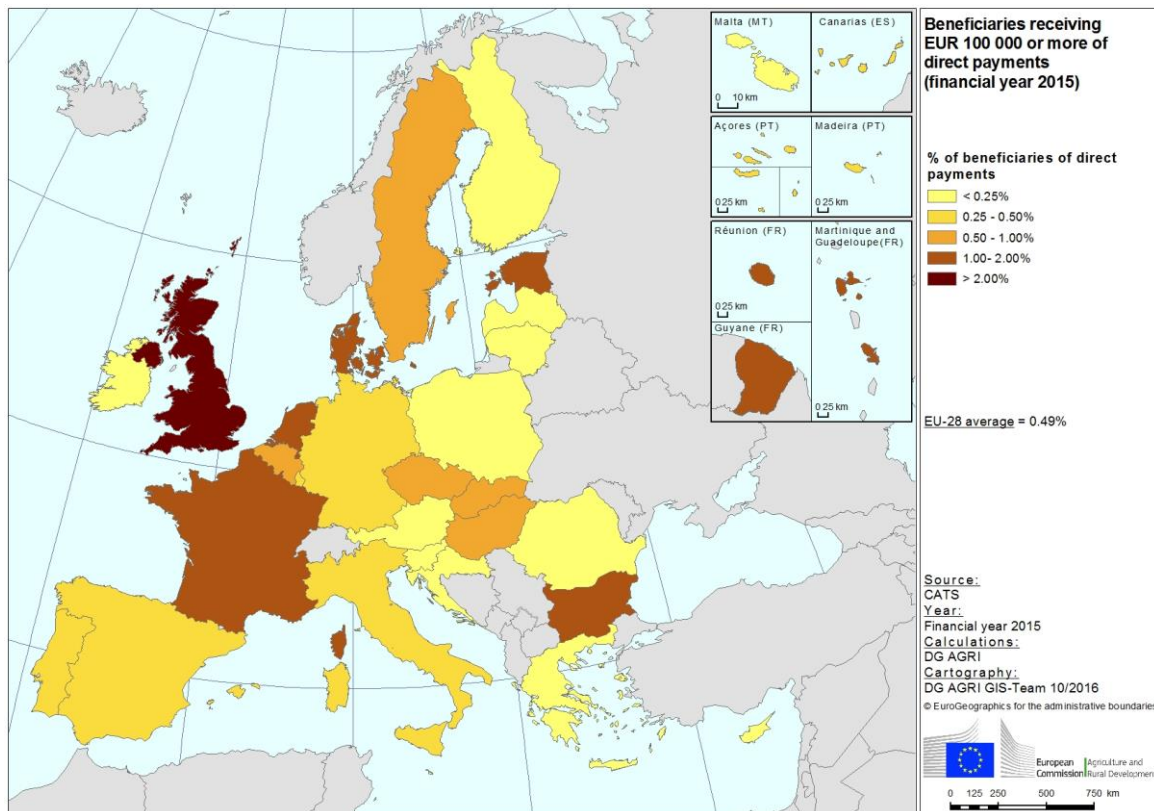 Malta (MT)
0 10 km
Canarias (ES)
Açores (PT)
0 25 km
Madeira (PT)
0 25 km
Réunion (FR)
0 25 km
Martinique and
Guadeloupe(FR)
0 25 km
Guyane (FR)
0 25 km
Beneficiaries receiving
EUR 100 000 or more of
direct payments
(financial year 2015)
% of beneficiaries of direct
payments
< 0.25%
0.25 - 0.50%
0.50 - 1.00%
1.00- 2.00%
> 2.00%
EU-28 average = 0.49%
Source:
CATS
Year:
Financial year 2015
Calculations:
DG AGRI
Cartography:
DG AGRI GIS-Team 10/2016
© EuroGeographics for the administrative boundaries
European
Commission
Agriculture and
Rural Development
0 125 250 500 750 km